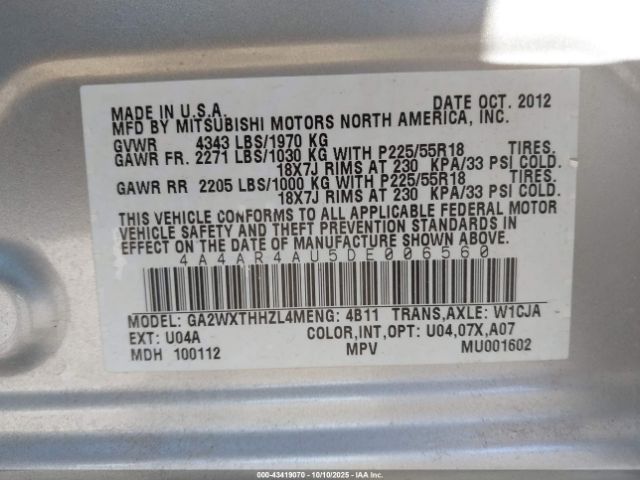 MADE IN U.S.A. DATE OCT. 2012
MFD BY MITSUBISHI MOTORS NORTH AMERICA, INC.
GVWR 4343 LBS/1970 KG
GAWR FR. 2271 LBS/1030 KG WITH P225/55R18 TIRES.
18X7J RIMS AT 230 KPA/33 PSI COLD.
GAWR RR 2205 LBS/1000 KG WITH P225/55R18 TIRES.
18X7J RIMS AT 230 KPA/33 PSI COLD.
THIS VEHICLE CONFORMS TO ALL APPLICABLE FEDERAL MOTOR
VEHICLE SAFETY AND THEFT PREVENTION STANDARDS IN
EFFECT ON THE DATE OF MANUFACTURE SHOWN ABOVE.
4A4AR4AU5DE006560
MODEL: GA2WXTHHZL4MENG: 4B11 TRANS,AXLE: W1CJA
EXT: U04A COLOR,INT,OPT: U04,07X,A07
MDH 100112 MPV MU001602
000-43419070 - 10/10/2025 - Copyright © IAA